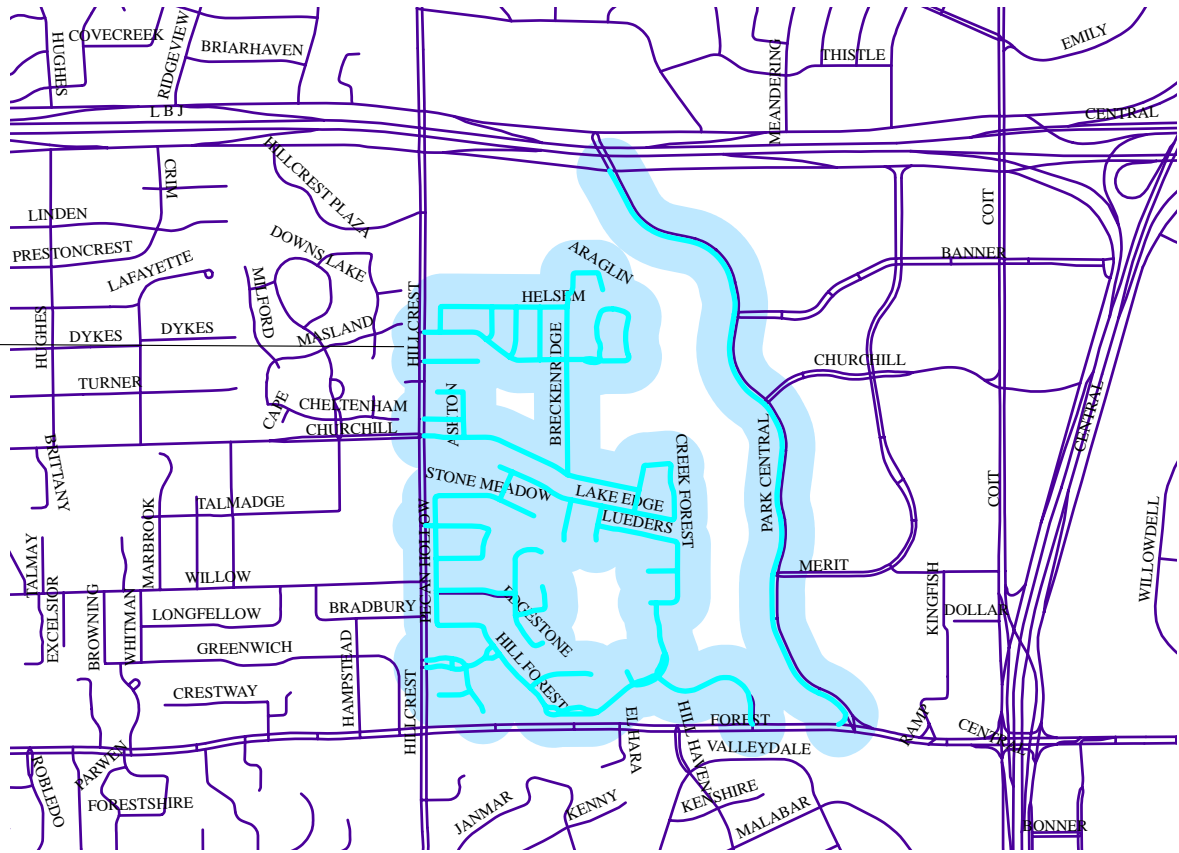 COVECREEK
RIDGEVIEW
HUGHES
BRIARHAVEN
EMILY
THISTLE
MEANDERING
L B J
CENTRAL
CRIM
HILLCREST PLAZA
LINDEN
COIT
PRESTONCREST
DOWNS LAKE
ARAGLIN
BANNER
LAFAYETTE
MILFORD
HELSEM
HILLCREST
HUGHES
DYKES
DYKES
MASLAND
BRECKENRIDGE
CHURCHILL
TURNER
CAPE
CHELTENHAM
ASHTON
CENTRAL
CHURCHILL
PARK CENTRAL
BRITTANY
CREEK FOREST
STONE MEADOW
LAKE EDGE
COIT
TALMADGE
MARBROOK
LUEDERS
PECAN HOLLOW
WILLOWDELL
TALMAY
WILLOW
MERIT
EXCELSIOR
BROWNING
WHITMAN
LONGFELLOW
BRADBURY
EDGESTONE
KINGFISH
DOLLAR
GREENWICH
HAMPSTEAD
HILL FOREST
CRESTWAY
HILLCREST
ELHARA
HILL HAVEN
FOREST
RAMP
CENTRAL
VALLEYDALE
PARWEN
ROBLEDO
FORESTSHIRE
JANMAR
KENNY
KENSHIRE
MALABAR
BONNER